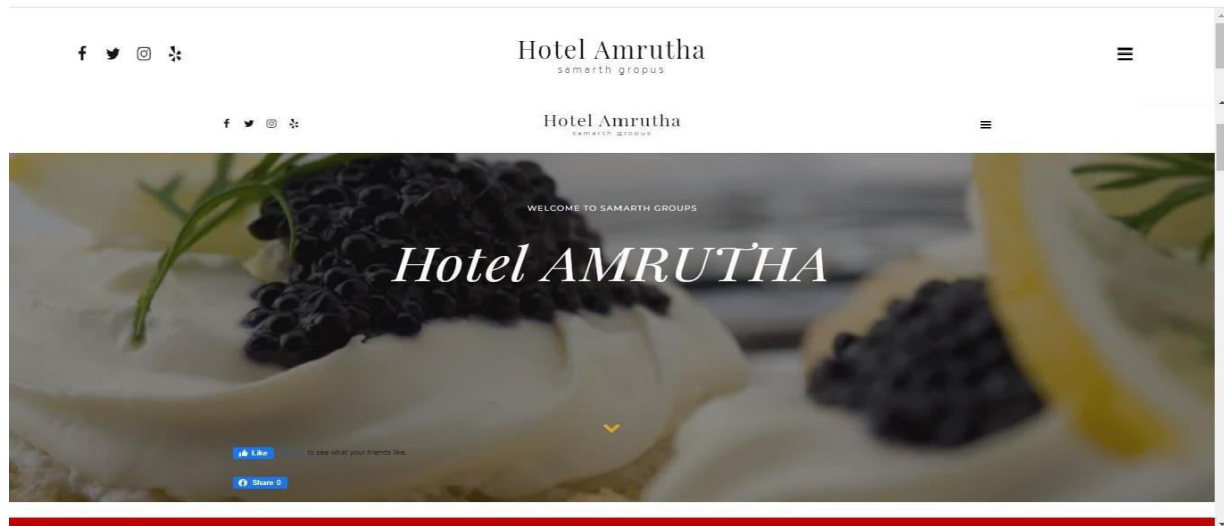 Hotel Amrutha
samarth gropus
Hotel Amrutha
samarth gropus
WELCOME TO SAMARTH GROUPS
Hotel AMRUTHA
Like
to see what your friends like.
Share 0